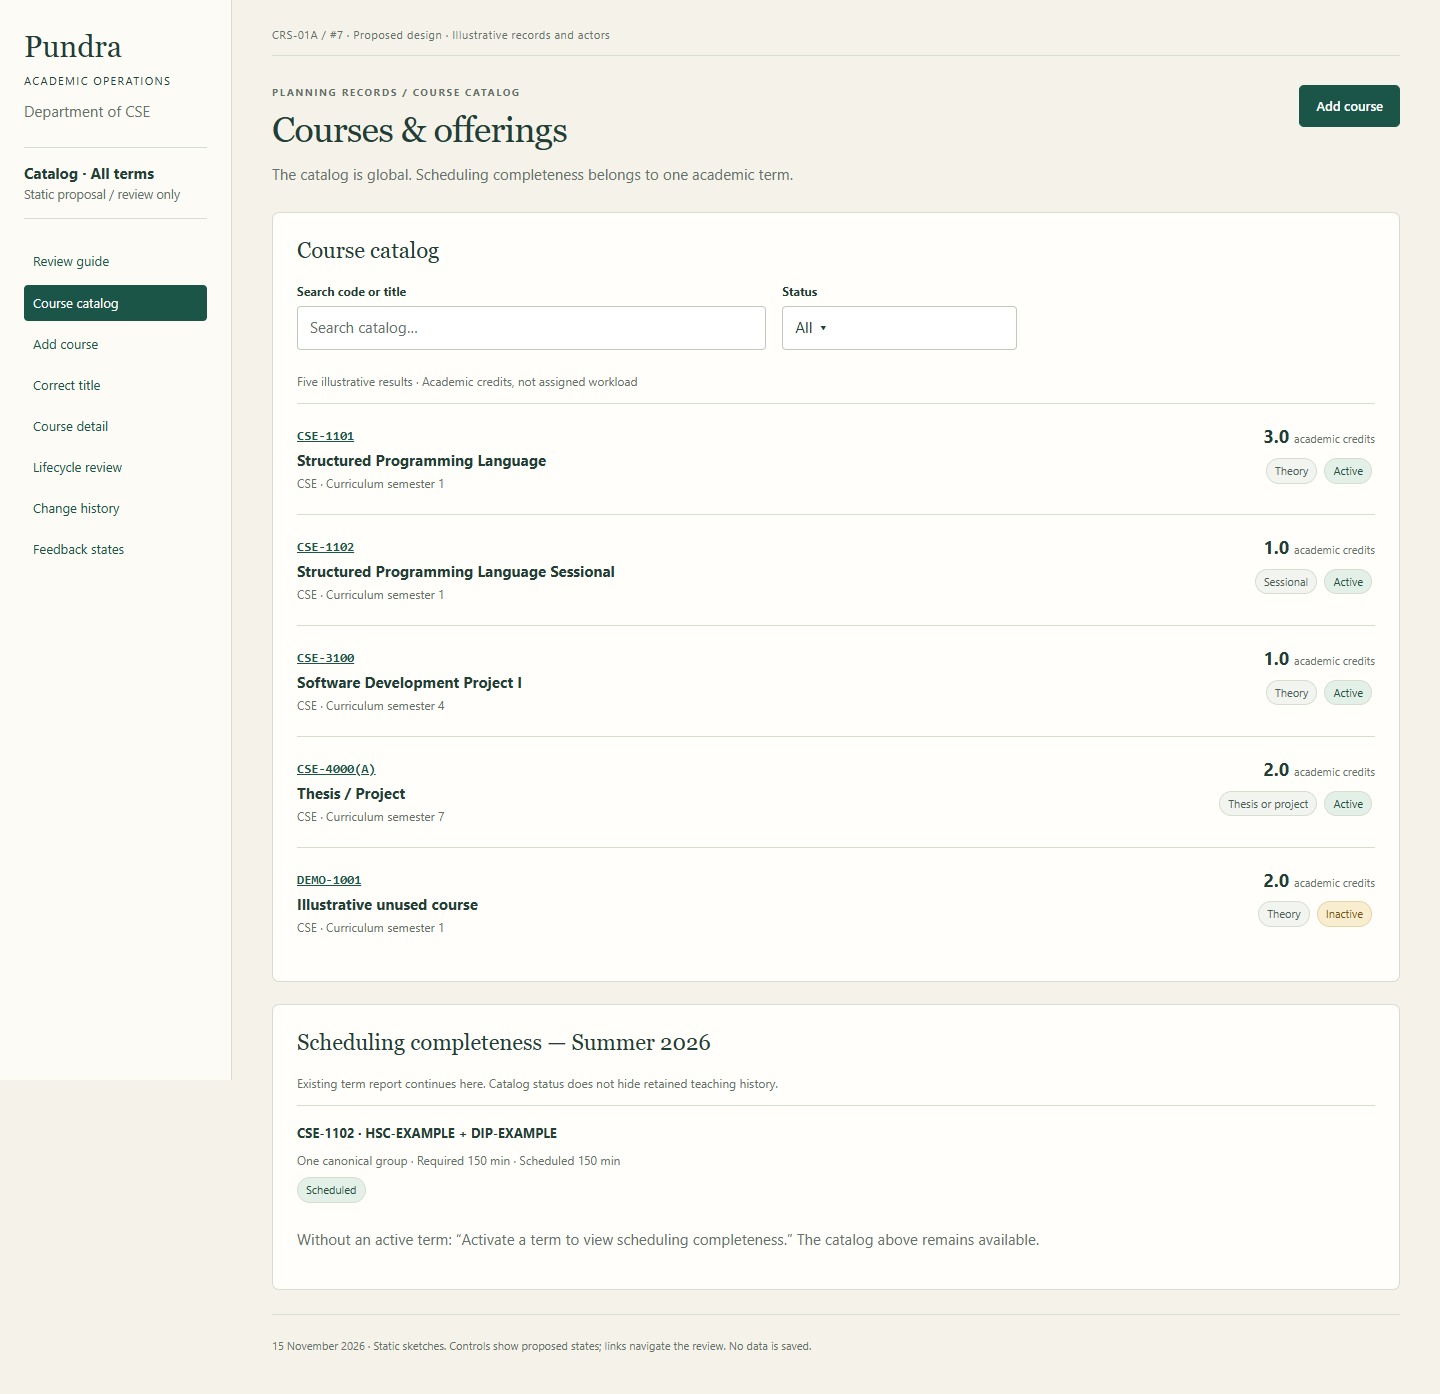 Pundra
ACADEMIC OPERATIONS
Department of CSE
Catalog · All terms
Static proposal / review only
Review guide
Course catalog
Add course
Correct title
Course detail
Lifecycle review
Change history
Feedback states
CRS-01A / #7 · Proposed design · Illustrative records and actors
PLANNING RECORDS / COURSE CATALOG
Courses & offerings
The catalog is global. Scheduling completeness belongs to one academic term.
Add course
Course catalog
Search code or title
Search catalog...
Status
All ▾
Five illustrative results · Academic credits, not assigned workload
CSE-1101
Structured Programming Language
CSE · Curriculum semester 1
3.0 academic credits
Theory Active
CSE-1102
Structured Programming Language Sessional
CSE · Curriculum semester 1
1.0 academic credits
Sessional Active
CSE-3100
Software Development Project I
CSE · Curriculum semester 4
1.0 academic credits
Theory Active
CSE-4000(A)
Thesis / Project
CSE · Curriculum semester 7
2.0 academic credits
Thesis or project Active
DEMO-1001
Illustrative unused course
CSE · Curriculum semester 1
2.0 academic credits
Theory Inactive
Scheduling completeness — Summer 2026
Existing term report continues here. Catalog status does not hide retained teaching history.
CSE-1102 · HSC-EXAMPLE + DIP-EXAMPLE
One canonical group · Required 150 min · Scheduled 150 min
Scheduled
Without an active term: “Activate a term to view scheduling completeness.” The catalog above remains available.
15 November 2026 · Static sketches. Controls show proposed states; links navigate the review. No data is saved.